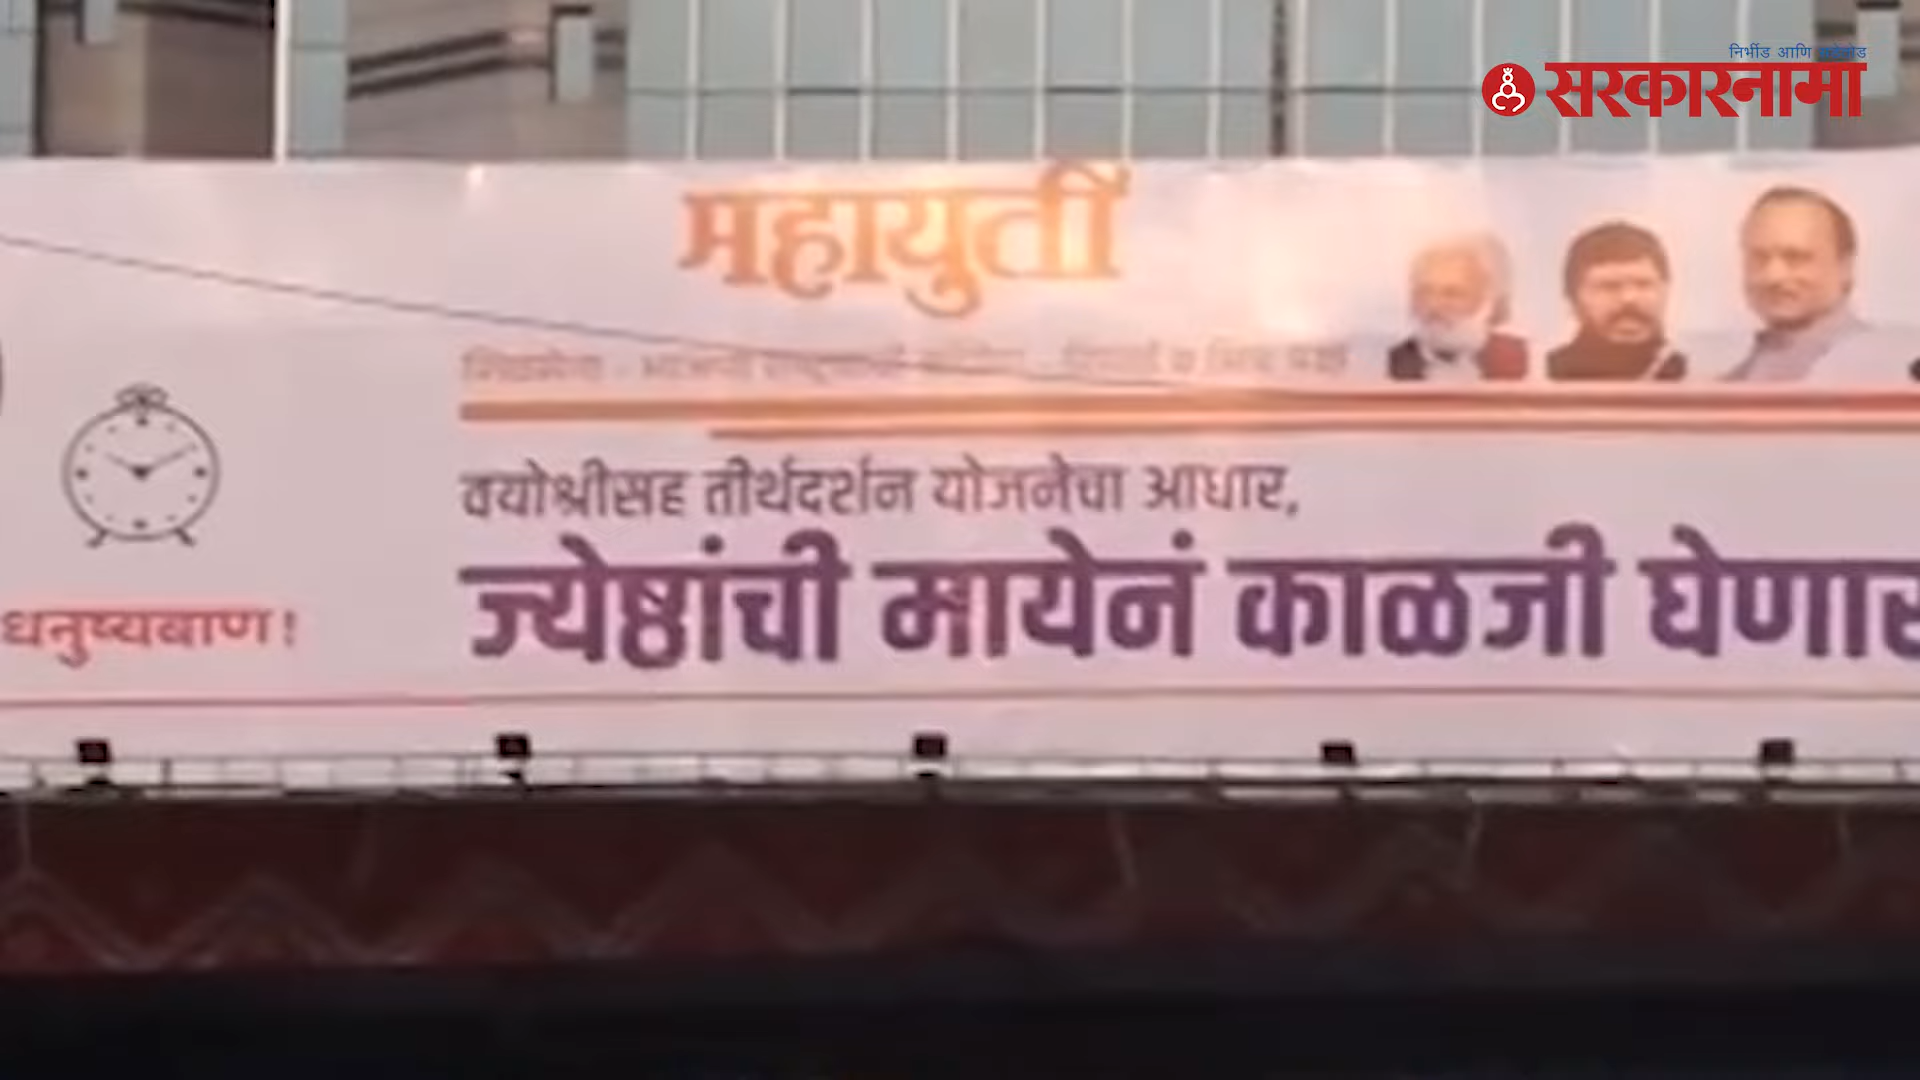 निर्भीड आणि
सरकारनामा
महायुती
वयोश्रीसह तीर्थदर्शन योजनेचा आधार,
ज्येष्ठांची मायेनं काळजी
धनुष्यबाण!